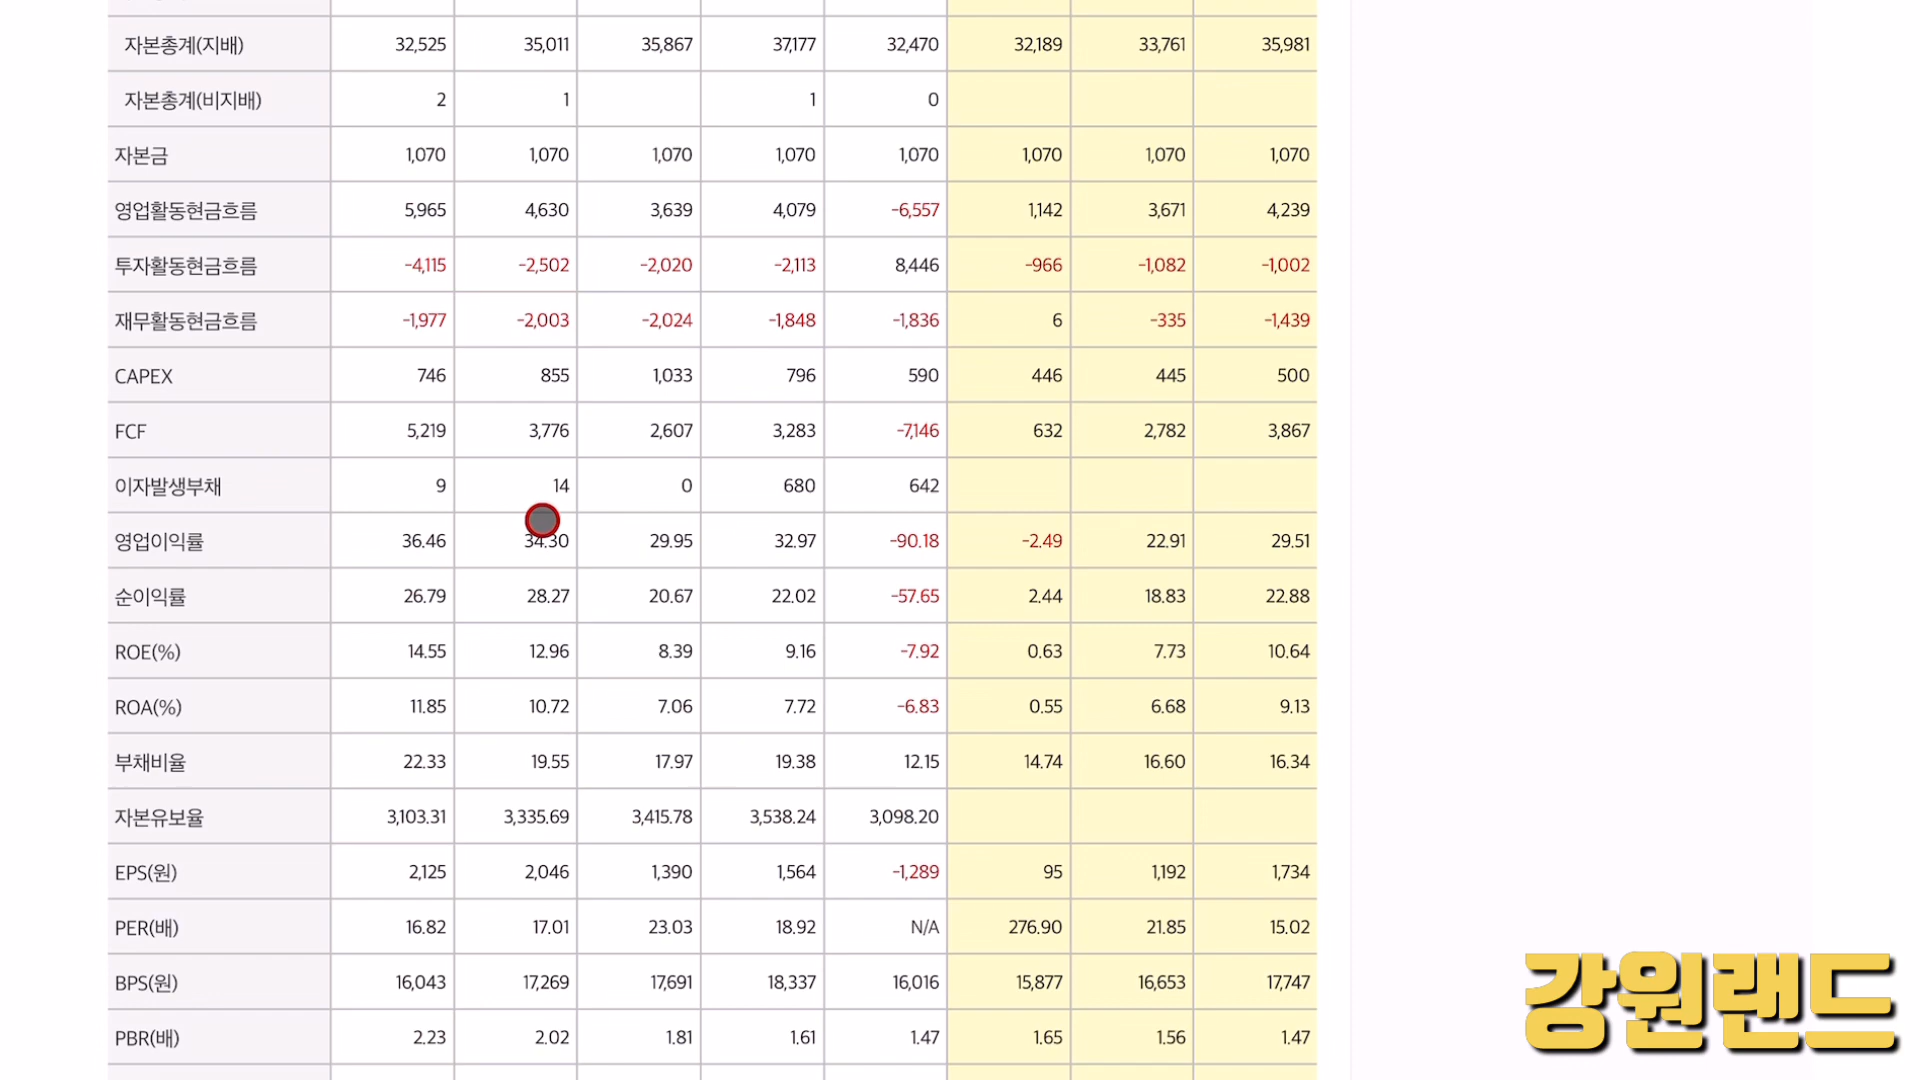 자본총계(지배) 32,525 35,011 35,867 37,177 32,470 32,189 33,761 35,981
자본총계(비지배) 2 1 1 0
자본금 1,070 1,070 1,070 1,070 1,070 1,070 1,070 1,070
영업활동현금흐름 5,965 4,630 3,639 4,079 -6,557 1,142 3,671 4,239
투자활동현금흐름 -4,115 -2,502 -2,020 -2,113 8,446 -966 -1,082 -1,002
재무활동현금흐름 -1,977 -2,003 -2,024 -1,848 -1,836 6 -335 -1,439
CAPEX 746 855 1,033 796 590 446 445 500
FCF 5,219 3,776 2,607 3,283 -7,146 632 2,782 3,867
이자발생부채 9 14 0 680 642
영업이익률 36.46 34.30 29.95 32.97 -90.18 -2.49 22.91 29.51
순이익률 26.79 28.27 20.67 22.02 -57.65 2.44 18.83 22.88
ROE(%) 14.55 12.96 8.39 9.16 -7.92 0.63 7.73 10.64
ROA(%) 11.85 10.72 7.06 7.72 -6.83 0.55 6.68 9.13
부채비율 22.33 19.55 17.97 19.38 12.15 14.74 16.60 16.34
자본유보율 3,103.31 3,335.69 3,415.78 3,538.24 3,098.20
EPS(원) 2,125 2,046 1,390 1,564 -1,289 95 1,192 1,734
PER(배) 16.82 17.01 23.03 18.92 N/A 276.90 21.85 15.02
BPS(원) 16,043 17,269 17,691 18,337 16,016 15,877 16,653 17,747
PBR(배) 2.23 2.02 1.81 1.61 1.47 1.65 1.56 1.47
강원랜드